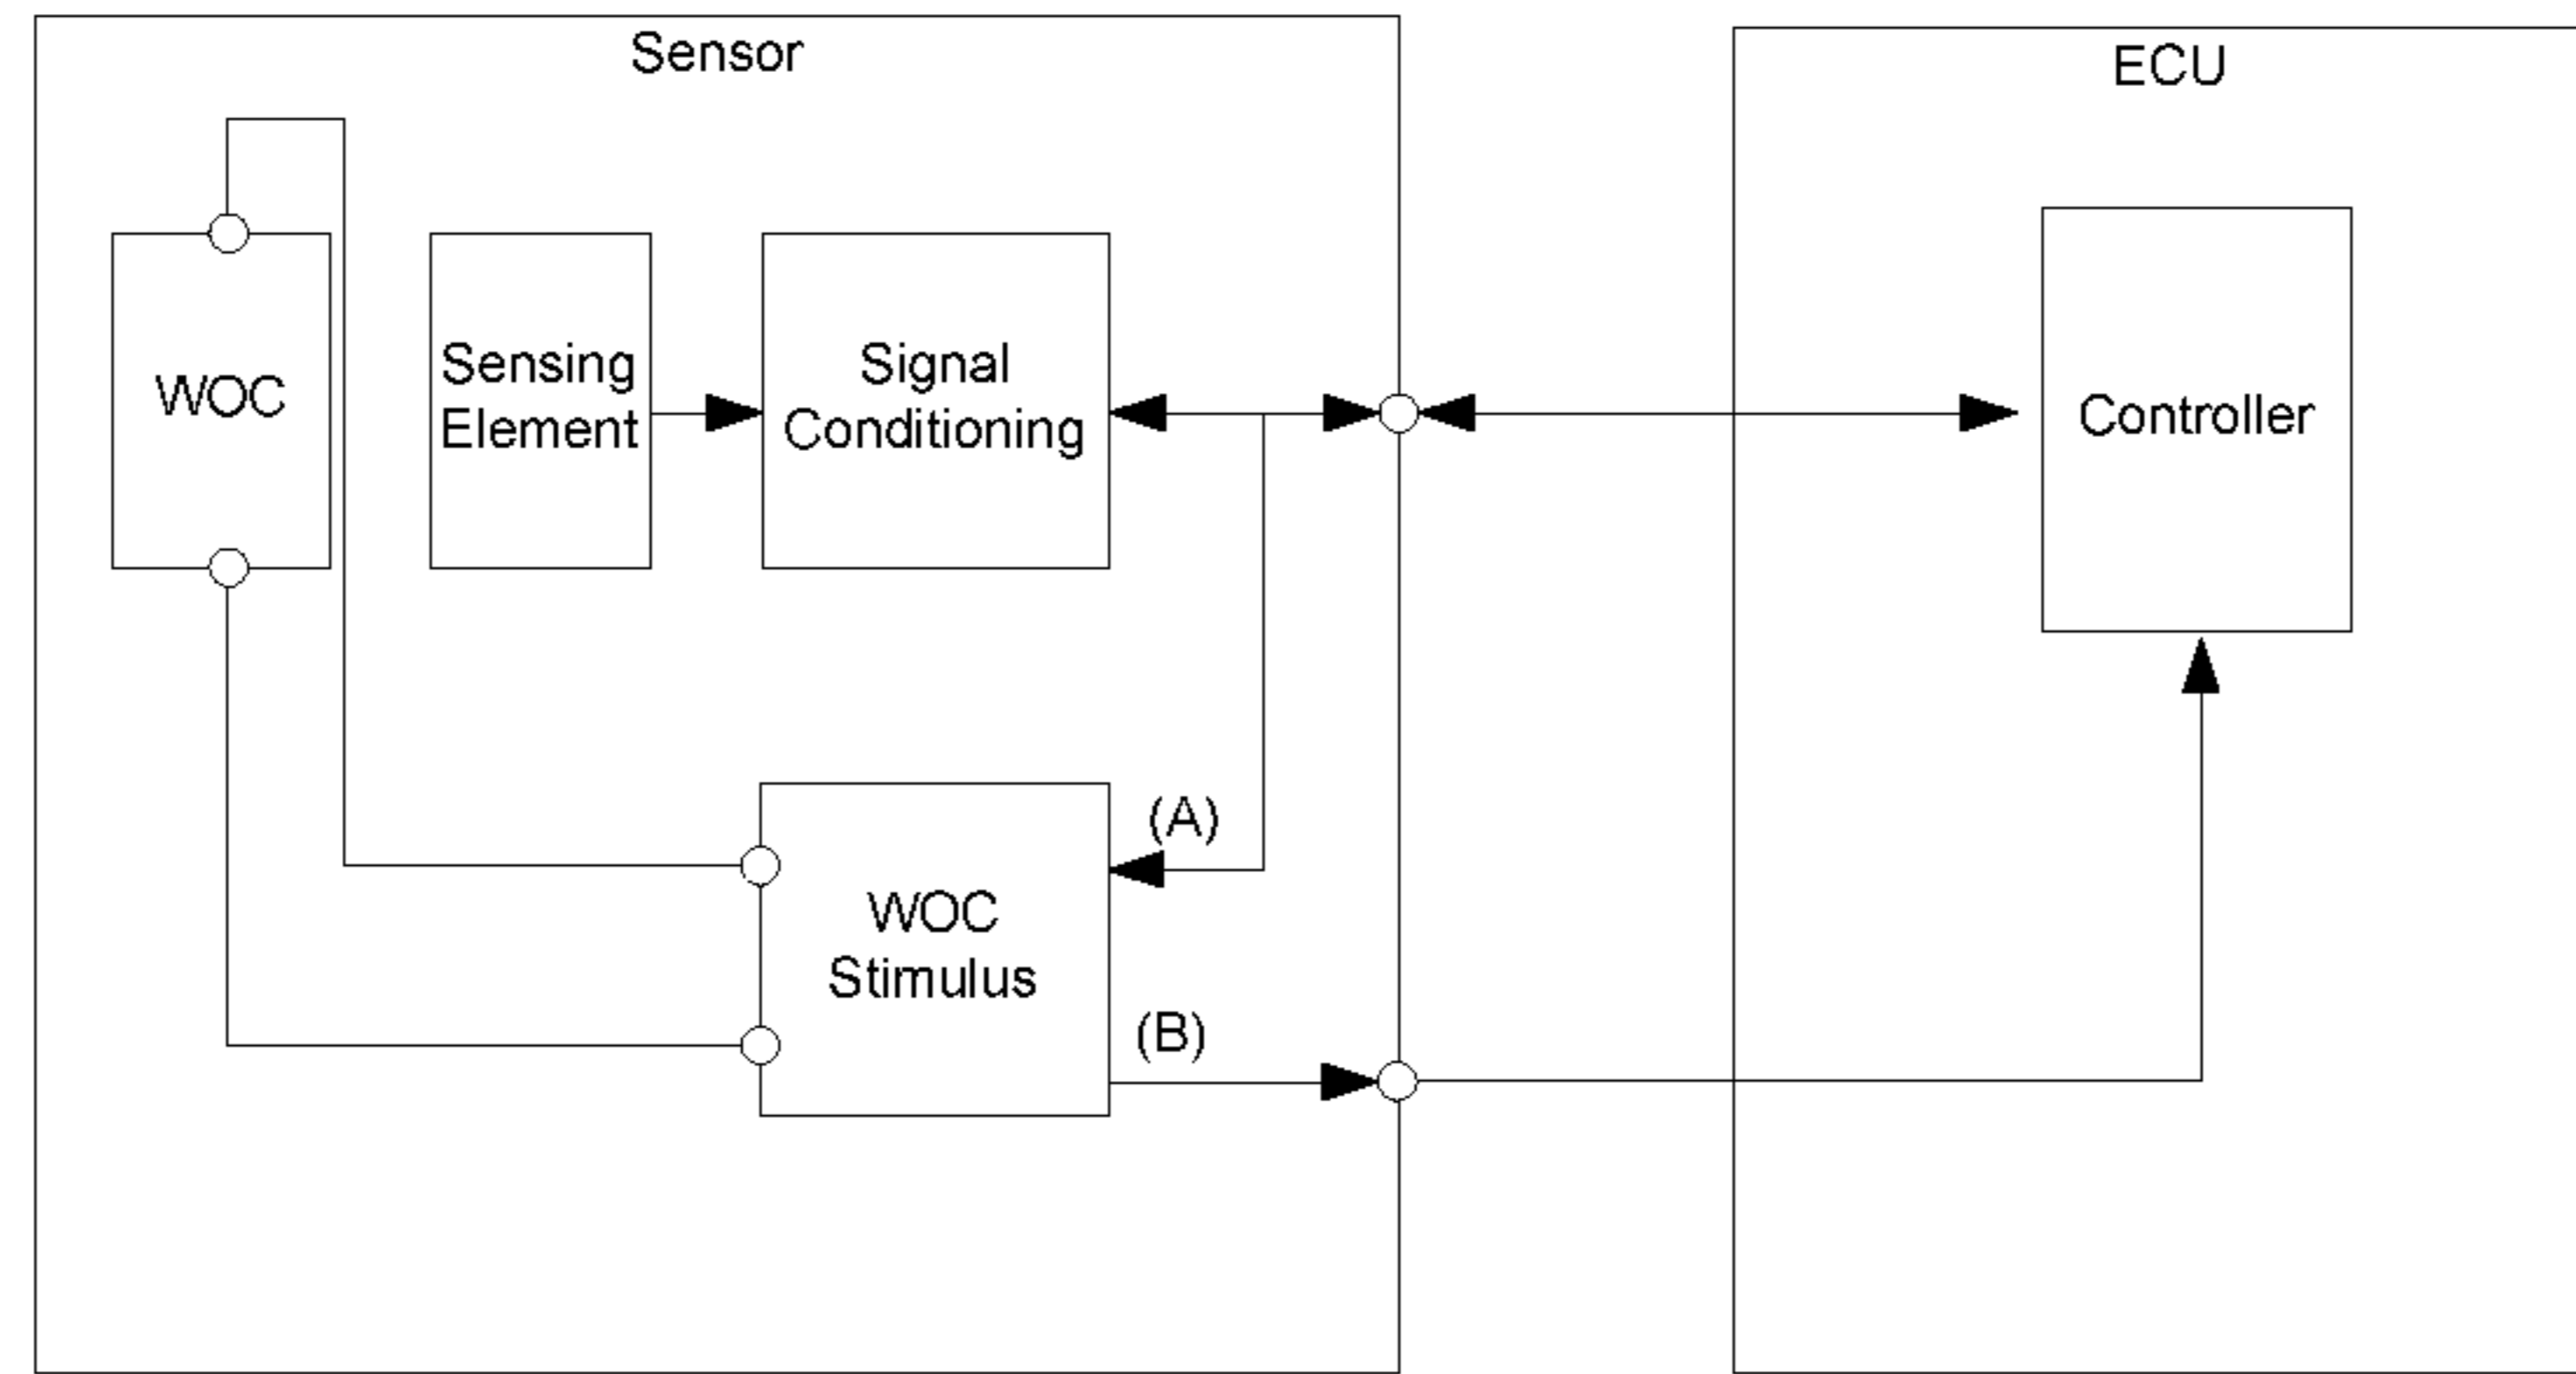 Sensor
ECU
WOC
Sensing
Element
Signal
Conditioning
Controller
(A)
WOC
Stimulus
(B)